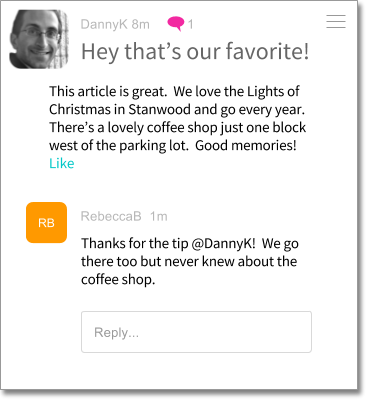 DannyK 8m 1
Hey that's our favorite!
This article is great.  We love the Lights of
Christmas in Stanwood and go every year.
There's a lovely coffee shop just one block
west of the parking lot.  Good memories!
Like
RB
RebeccaB  1m
Thanks for the tip @DannyK!  We go
there too but never knew about the
coffee shop.
Reply...